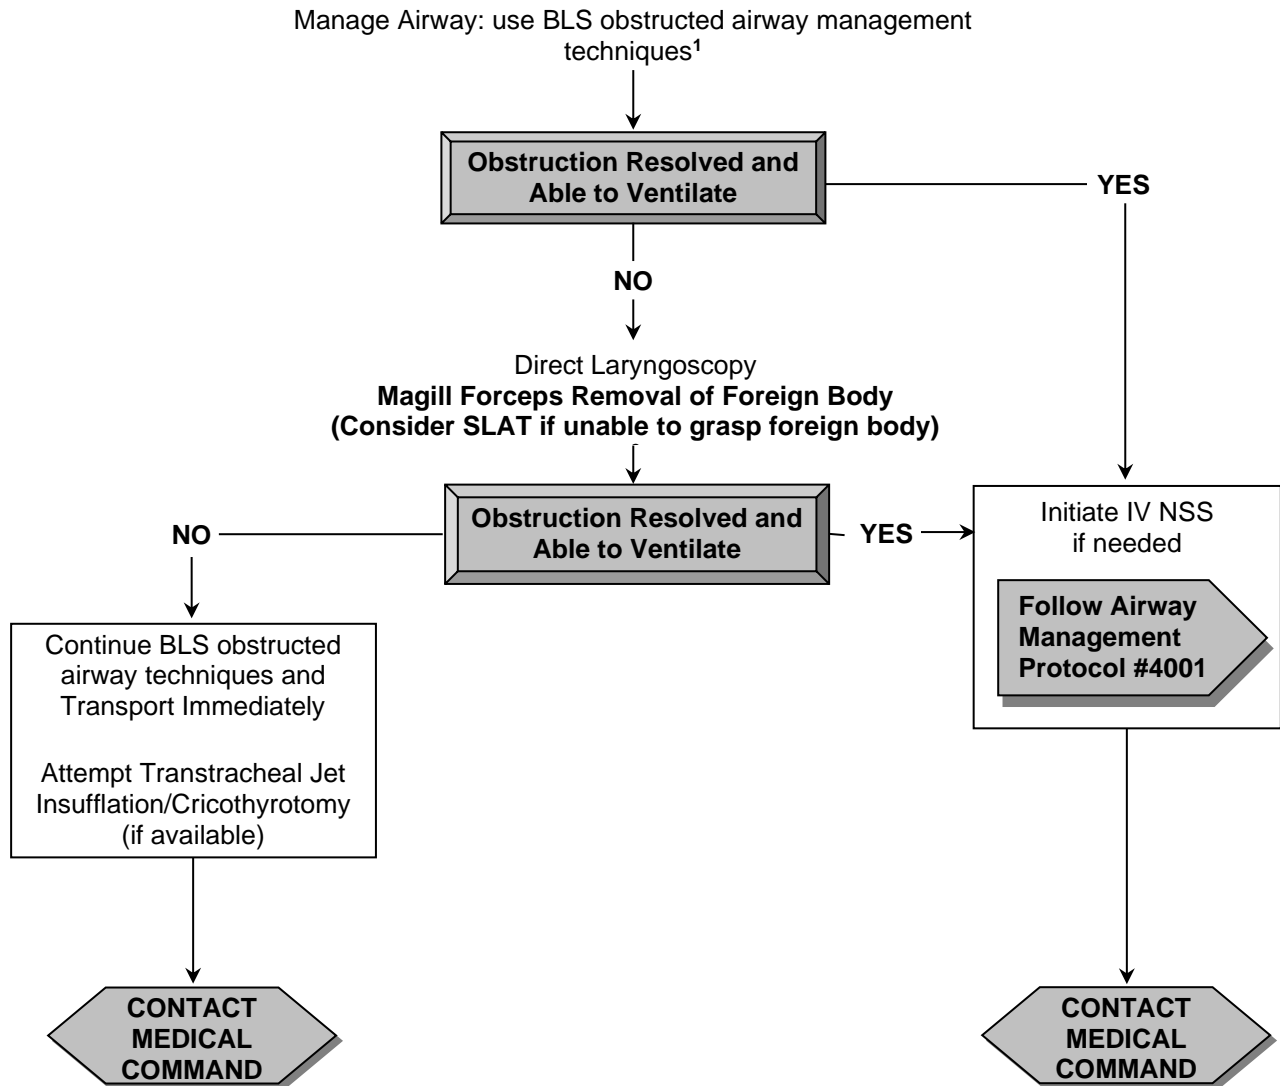 Manage Airway: use BLS obstructed airway management
techniques¹
Obstruction Resolved and
Able to Ventilate
YES
NO
Direct Laryngoscopy
Magill Forceps Removal of Foreign Body
(Consider SLAT if unable to grasp foreign body)
Obstruction Resolved and
Able to Ventilate
NO
YES
Initiate IV NSS
if needed
Follow Airway
Management
Protocol #4001
Continue BLS obstructed
airway techniques and
Transport Immediately
Attempt Transtracheal Jet
Insufflation/Cricothyrotomy
(if available)
CONTACT
MEDICAL
COMMAND
CONTACT
MEDICAL
COMMAND